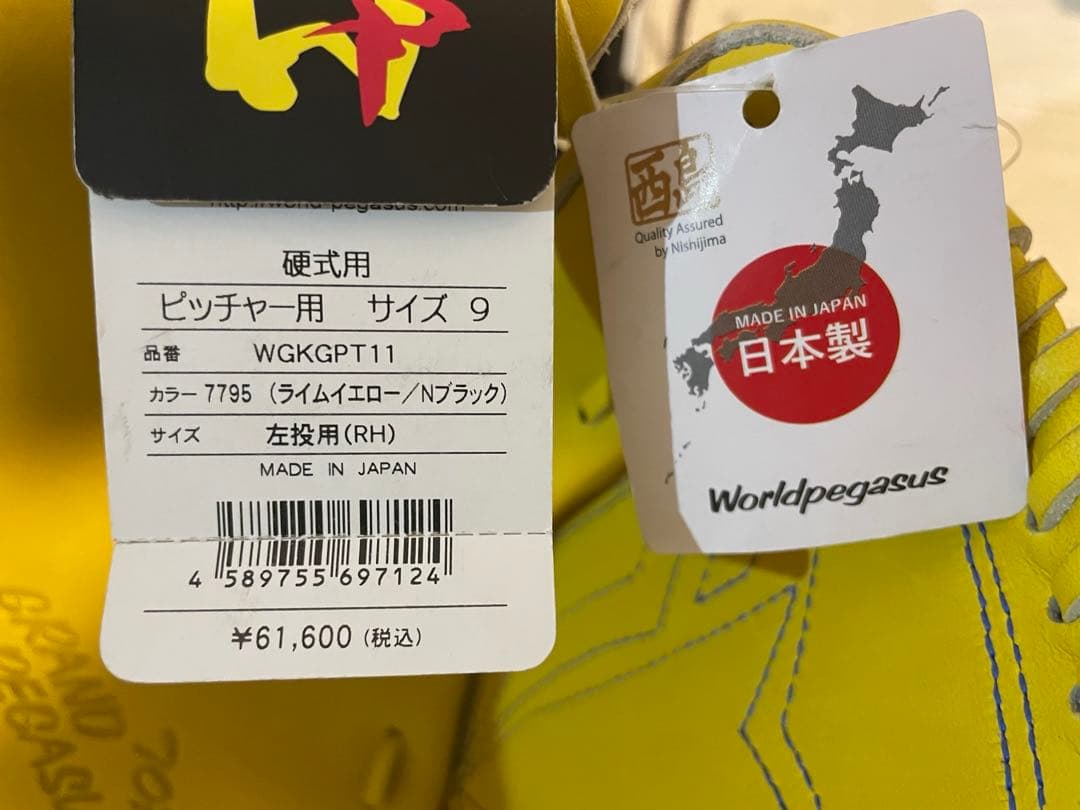 http://world-pegasus.com
硬式用
ピッチャー用 サイズ 9
品番 WGKGPT11
カラー 7795 (ライムイエロー/Nブラック)
サイズ 左投用(RH)
MADE IN JAPAN
4 589755 697124
¥61,600 (税込)
西島
Quality Assured
by Nishijima
MADE IN JAPAN
日本製
Worldpegasus
GRAND
PEGASU